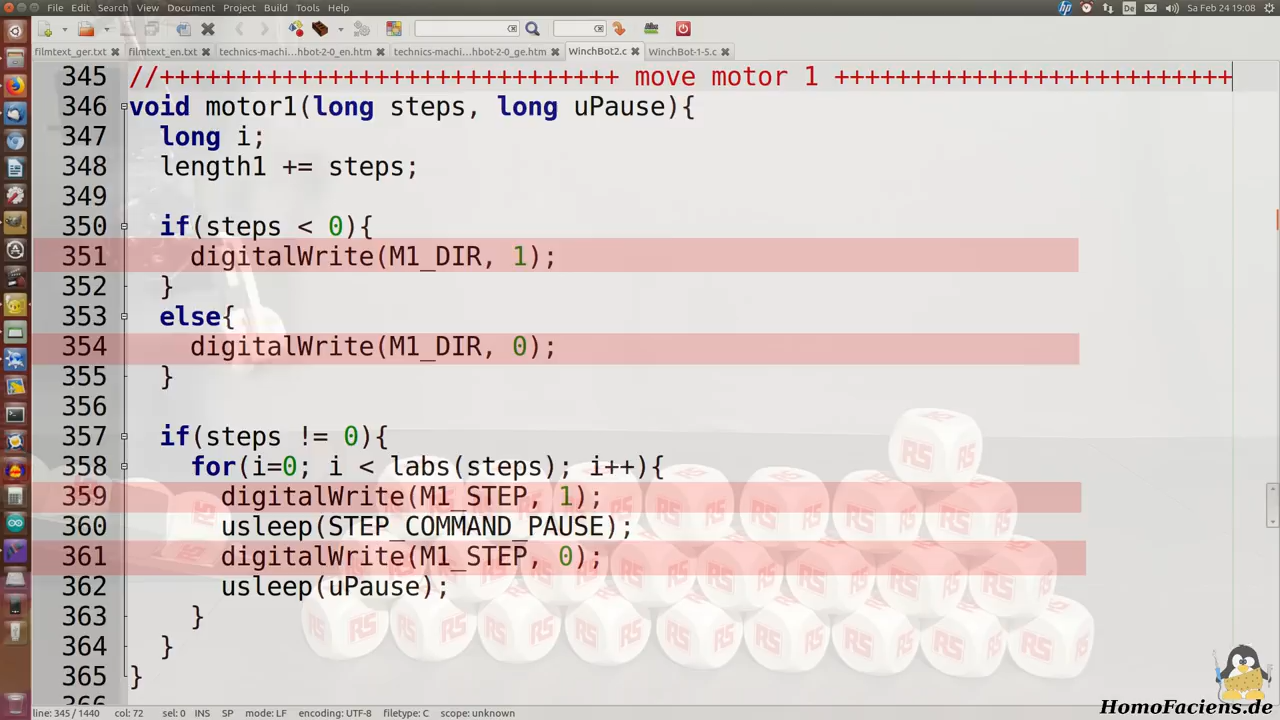 File Edit Search View Document Project Build Tools Help
De
Sa Feb 24 19:08
filmtext_ger.txt filmtext_en.txt technics-machi...hbot-2-0_en.htm technics-machi...hbot-2-0_ge.htm WinchBot2.c WinchBot-1-5.c
345 //++++++++++++++++++++++++++++++ move motor 1 ++++++++++++++++++++++++++
346 void motor1(long steps, long uPause){
347 long i;
348 length1 += steps;
349
350 if(steps < 0){
351 digitalWrite(M1_DIR, 1);
352 }
353 else{
354 digitalWrite(M1_DIR, 0);
355 }
356
357 if(steps != 0){
358 for(i=0; i < labs(steps); i++){
359 digitalWrite(M1_STEP, 1);
360 usleep(STEP_COMMAND_PAUSE);
361 digitalWrite(M1_STEP, 0);
362 usleep(uPause);
363 }
364 }
365 }
line: 345 / 1440 col: 72 sel: 0 INS SP mode: LF encoding: UTF-8 filetype: C scope: unknown
HomoFaciens.de